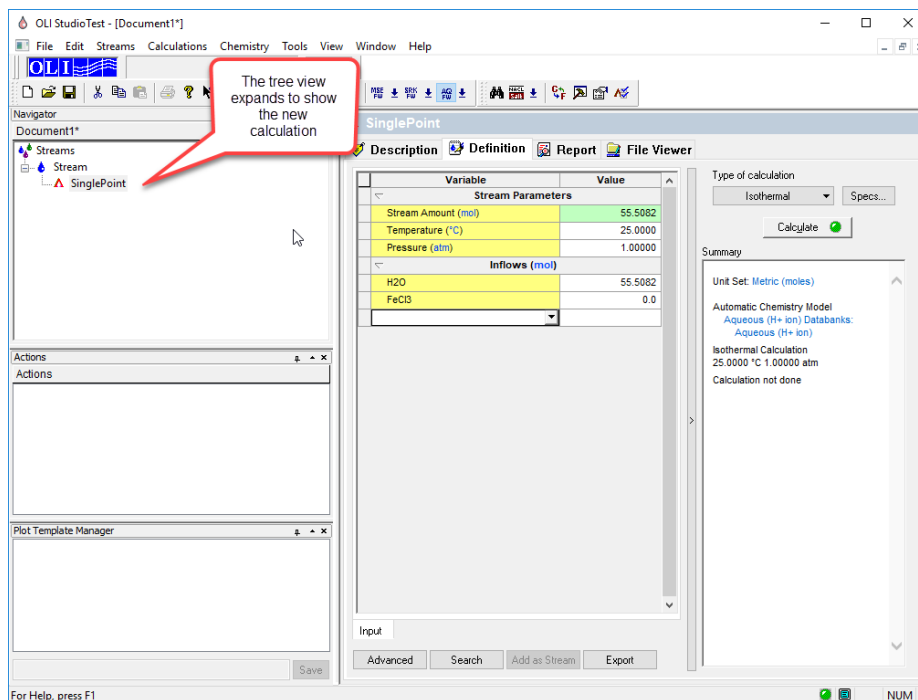 OLI StudioTest - [Document1*]
File Edit Streams Calculations Chemistry Tools View Window Help
OLI
The tree view
expands to show
the new
calculation
Navigator
Document1*
Streams
Stream
SinglePoint
SinglePoint
Description Definition Report File Viewer
Variable Value
Stream Parameters
Stream Amount (mol) 55.5082
Temperature (°C) 25.0000
Pressure (atm) 1.00000
Inflows (mol)
H2O 55.5082
FeCl3 0.0
Type of calculation
Isothermal Specs...
Calculate
Summary
Unit Set: Metric (moles)
Automatic Chemistry Model
Aqueous (H+ ion) Databanks:
Aqueous (H+ ion)
Isothermal Calculation
25.0000 °C 1.00000 atm
Calculation not done
Actions
Actions
Plot Template Manager
Save
Input
Advanced Search Add as Stream Export
For Help, press F1
NUM